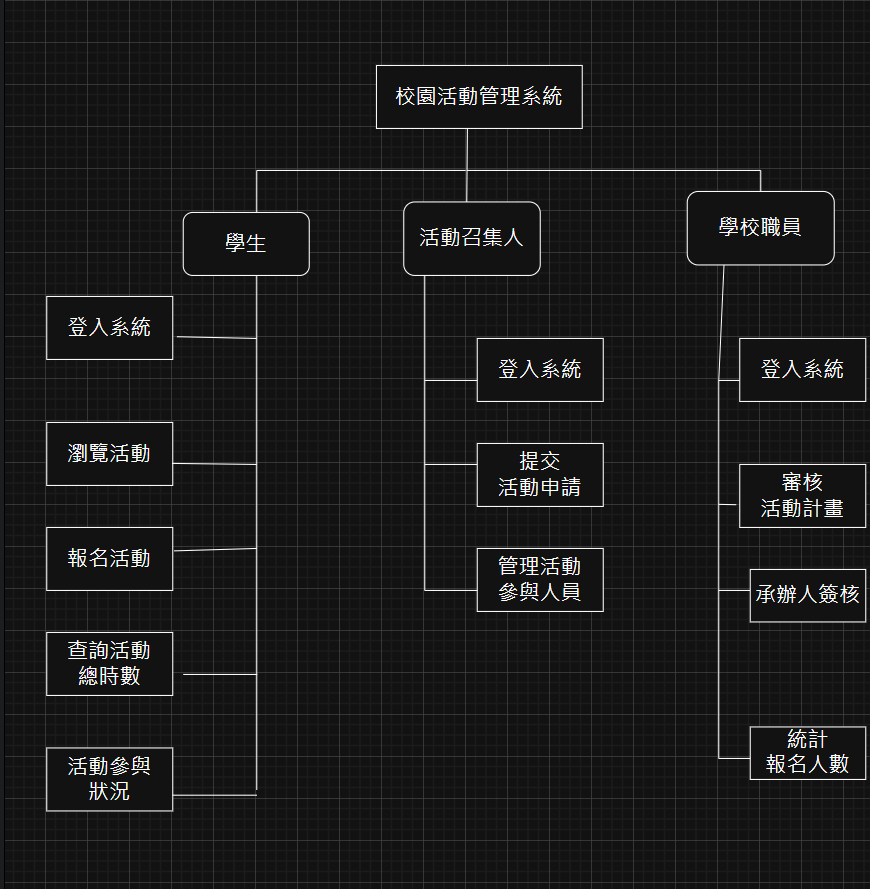 校園活動管理系統
學生
活動召集人
學校職員
登入系統
瀏覽活動
報名活動
查詢活動
總時數
活動參與
狀況
登入系統
提交
活動申請
管理活動
參與人員
登入系統
審核
活動計畫
承辦人簽核
統計
報名人數